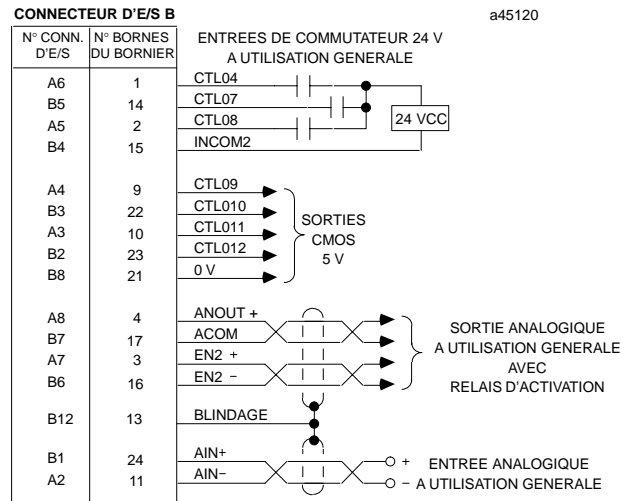 CONNECTEUR D'E/S B a45120
N° CONN. D'E/S N° BORNES DU BORNIER
ENTREES DE COMMUTATEUR 24 V
A UTILISATION GENERALE
A6 1 CTL04
B5 14 CTL07
A5 2 CTL08
24 VCC
B4 15 INCOM2
A4 9 CTL09
B3 22 CTL010
A3 10 CTL011
B2 23 CTL012
B8 21 0 V
SORTIES
CMOS
5 V
A8 4 ANOUT +
B7 17 ACOM
A7 3 EN2 +
B6 16 EN2 −
SORTIE ANALOGIQUE
A UTILISATION GENERALE
AVEC
RELAIS D'ACTIVATION
B12 13 BLINDAGE
B1 24 AIN+ + ENTREE ANALOGIQUE
A2 11 AIN− − A UTILISATION GENERALE